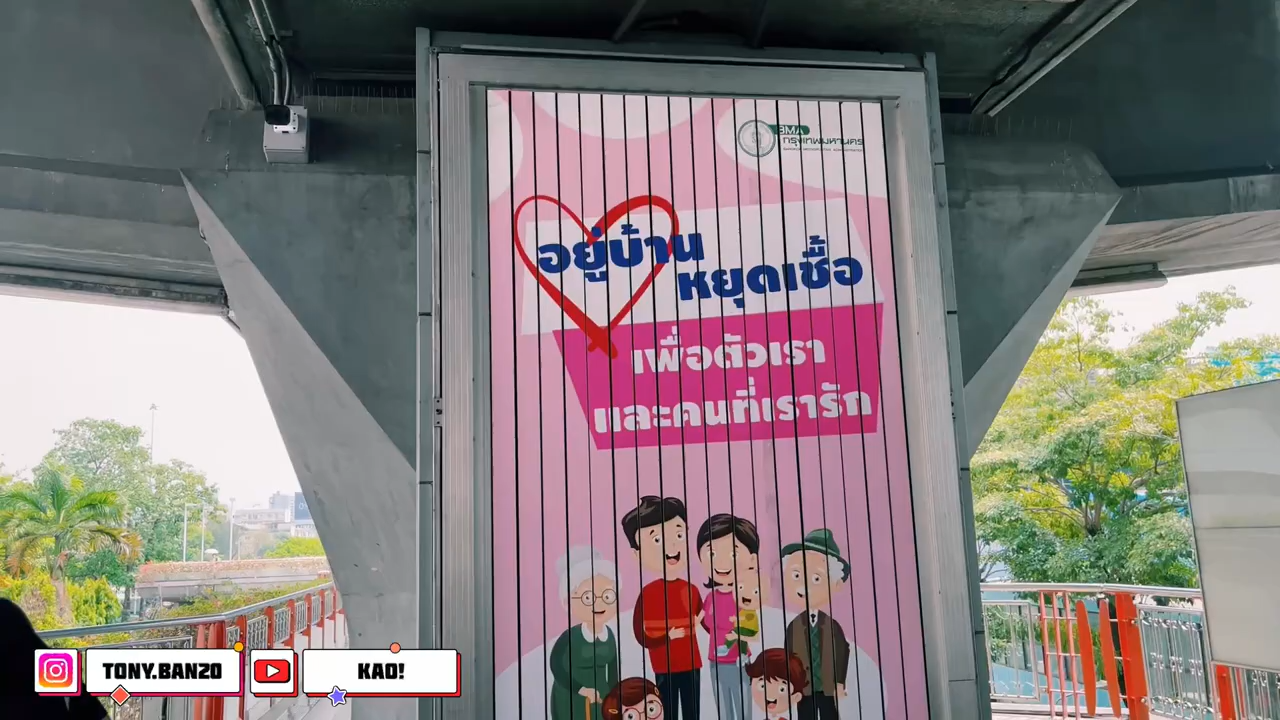 BMA
กรุงเทพมหานคร
อยู่บ้าน
หยุดเชื้อ
เพื่อตัวเรา
และคนที่เรารัก
TONY.BANZO
KAO!